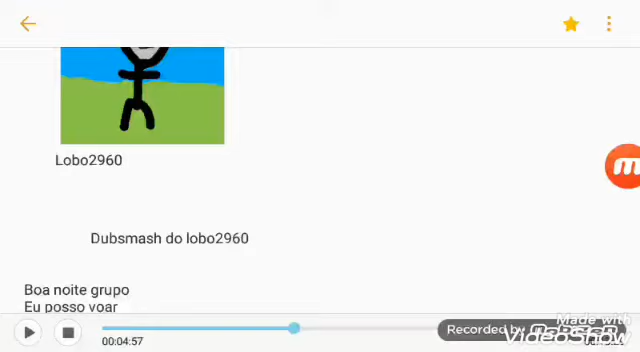 Lobo2960
Dubsmash do lobo2960
Boa noite grupo
Eu posso voar
00:04:57
Recorded by
Made with
VideoShow